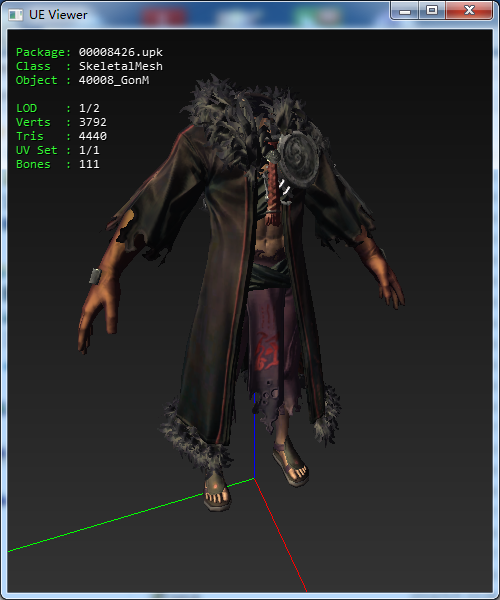 UE Viewer
Package: 00008426.upk
Class : SkeletalMesh
Object : 40008_GonM
LOD : 1/2
Verts : 3792
Tris : 4440
UV Set : 1/1
Bones : 111